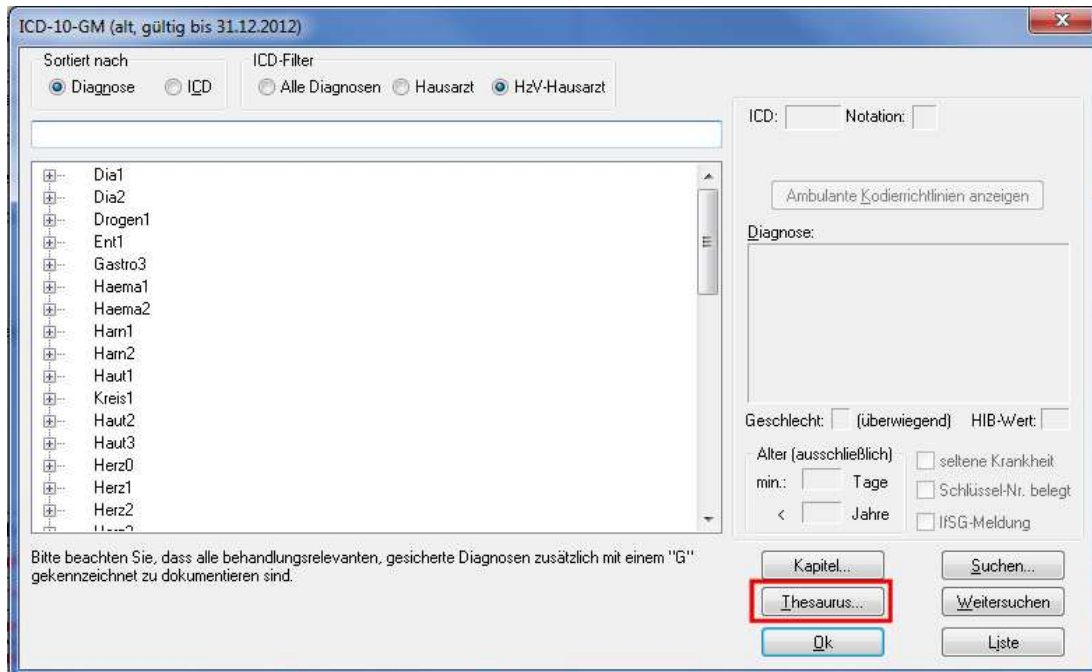 ICD-10-GM (alt, gültig bis 31.12.2012)
Sortiert nach
Diagnose ICD
ICD-Filter
Alle Diagnosen Hausarzt HzV-Hausarzt
Dia1
Dia2
Drogen1
Ent1
Gastro3
Haema1
Haema2
Harn1
Harn2
Haut1
Kreis1
Haut2
Haut3
Herz0
Herz1
Herz2
Bitte beachten Sie, dass alle behandlungsrelevanten, gesicherte Diagnosen zusätzlich mit einem "G"
gekennzeichnet zu dokumentieren sind.
ICD: Notation:
Ambulante Kodierrichtlinien anzeigen
Diagnose:
Geschlecht: (überwiegend) HIB-Wert:
Alter (ausschließlich)
min.: Tage
< Jahre
seltene Krankheit
Schlüssel-Nr. belegt
IfSG-Meldung
Kapitel... Suchen...
Thesaurus... Weitersuchen
Ok Liste